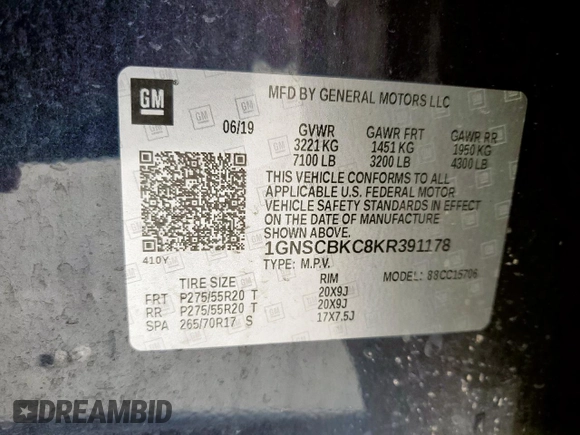 GM
MFD BY GENERAL MOTORS LLC
06/19 GVWR GAWR FRT GAWR RR
3221 KG 1451 KG 1950 KG
7100 LB 3200 LB 4300 LB
THIS VEHICLE CONFORMS TO ALL
APPLICABLE U.S. FEDERAL MOTOR
VEHICLE SAFETY STANDARDS IN EFFECT
ON THE DATE OF MANUFACTURE
SHOWN ABOVE.
410Y 1GNSCBKC8KR391178
TYPE: M.P.V. MODEL: 88CC15706
TIRE SIZE RIM
FRT P275/55R20 T 20X9J
RR P275/55R20 T 20X9J
SPA 265/70R17 S 17X7.5J
DREAMBID